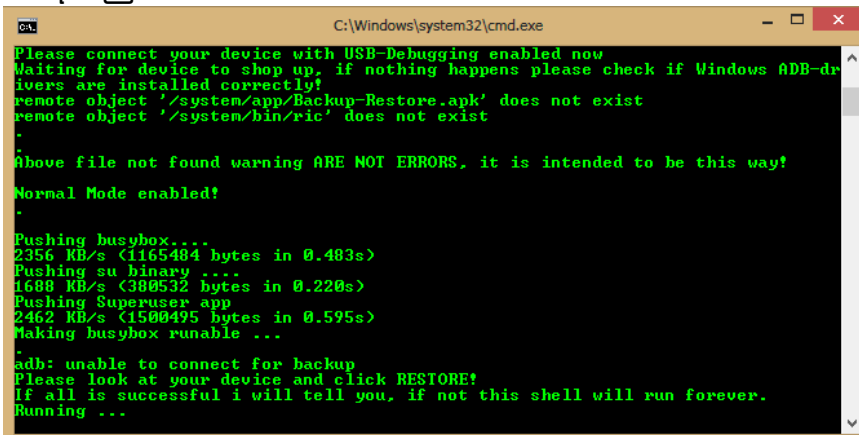 C:\Windows\system32\cmd.exe
Please connect your device with USB-Debugging enabled now
Waiting for device to shop up, if nothing happens please check if Windows ADB-dr
ivers are installed correctly!
remote object '/system/app/Backup-Restore.apk' does not exist
remote object '/system/bin/ric' does not exist
.
.
Above file not found warning ARE NOT ERRORS, it is intended to be this way!
Normal Mode enabled!
.
Pushing busybox....
2356 KB/s (1165484 bytes in 0.483s)
Pushing su binary ....
1688 KB/s (380532 bytes in 0.220s)
Pushing Superuser app
2462 KB/s (1500495 bytes in 0.595s)
Making busybox runable ...
.
adb: unable to connect for backup
Please look at your device and click RESTORE!
If all is successful i will tell you, if not this shell will run forever.
Running ...